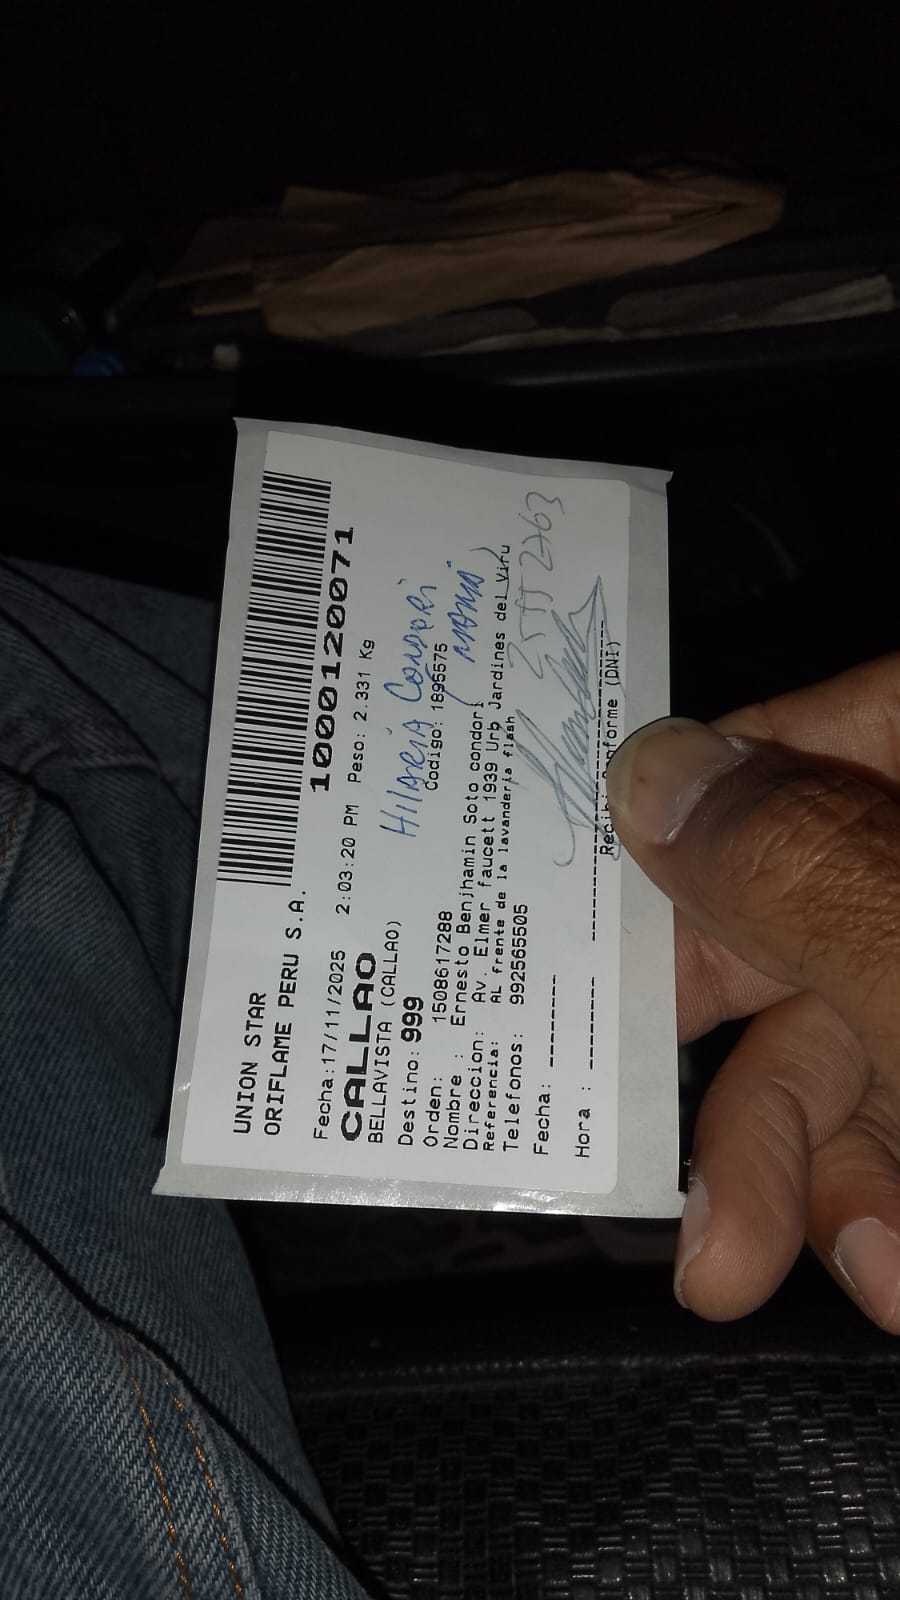 UNION STAR
ORIFLAME PERU S.A.
1000120071
Fecha:17/11/2025 2:03:20 PM Peso: 2.331 Kg
CALLAO
BELLAVISTA (CALLAO)
Hilaria Condori
Destino: 999 Codigo: 1895575
(mamá)
Orden: 1508617288
Nombre : Ernesto Benjhamin Soto condori
Direccion: Av. Elmer faucett 1939 Urb Jardines del Viru
Referencia: AL frente de la lavanderia flash
Telefonos: 992565505
Fecha: --------
Hora : --------
Conforme (DNI)